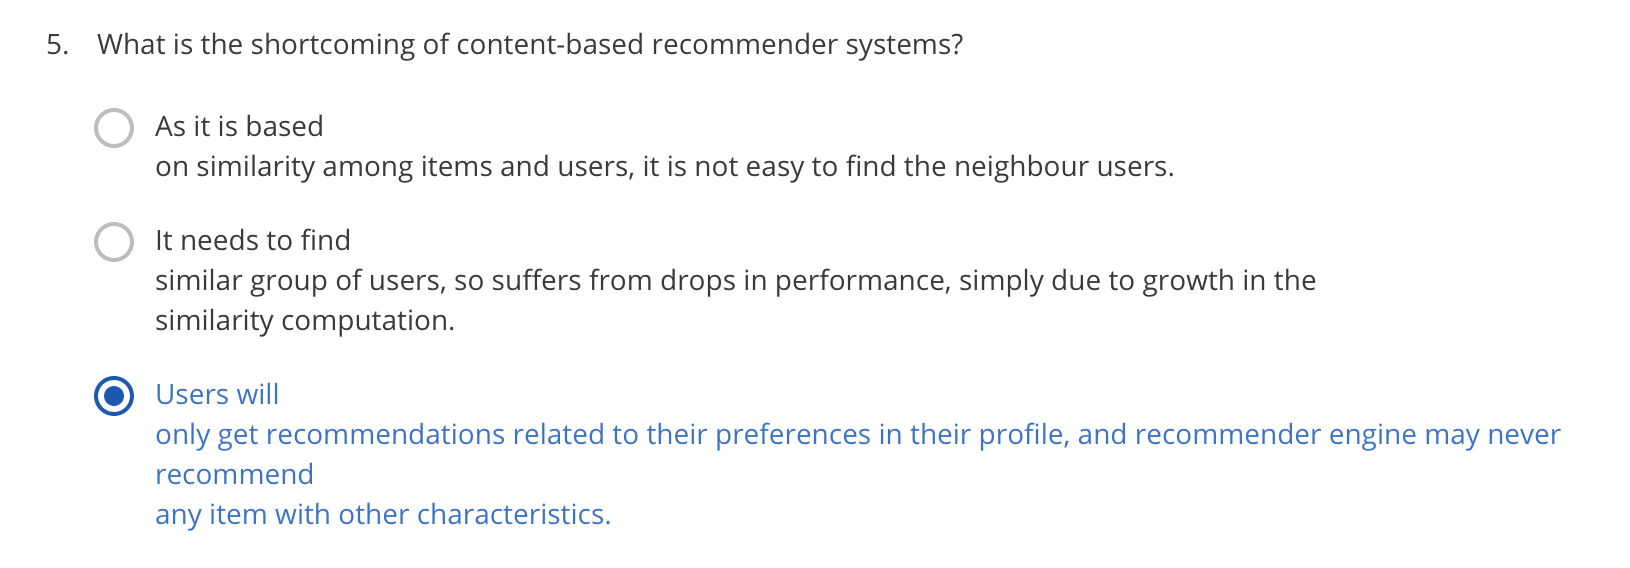 5. What is the shortcoming of content-based recommender systems?
As it is based
on similarity among items and users, it is not easy to find the neighbour users.
It needs to find
similar group of users, so suffers from drops in performance, simply due to growth in the
similarity computation.
Users will
only get recommendations related to their preferences in their profile, and recommender engine may never
recommend
any item with other characteristics.